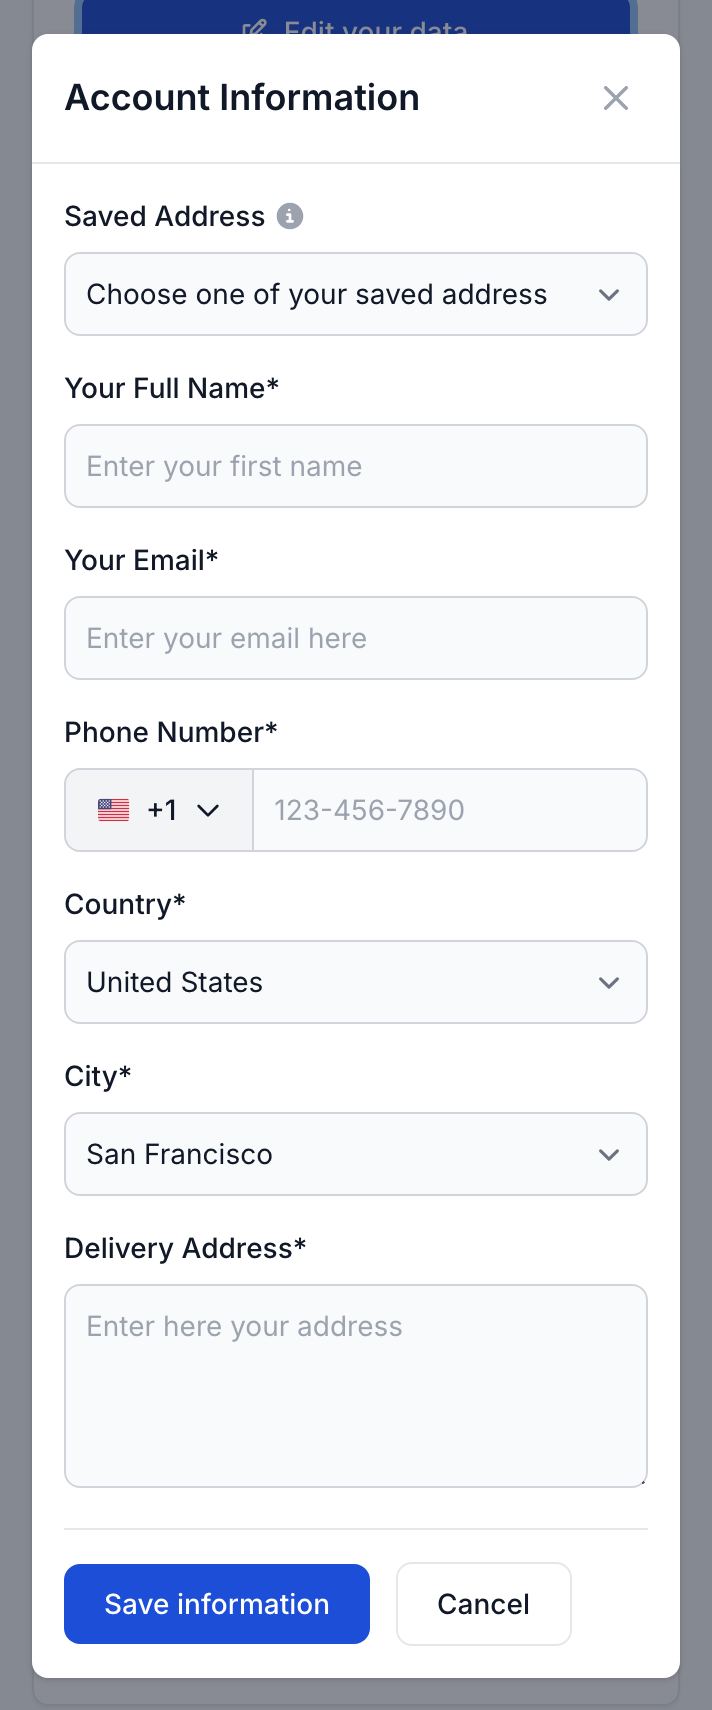 Edit your data
Account Information
Saved Address
Choose one of your saved address
Your Full Name*
Enter your first name
Your Email*
Enter your email here
Phone Number*
+1 123-456-7890
Country*
United States
City*
San Francisco
Delivery Address*
Enter here your address
Save information Cancel